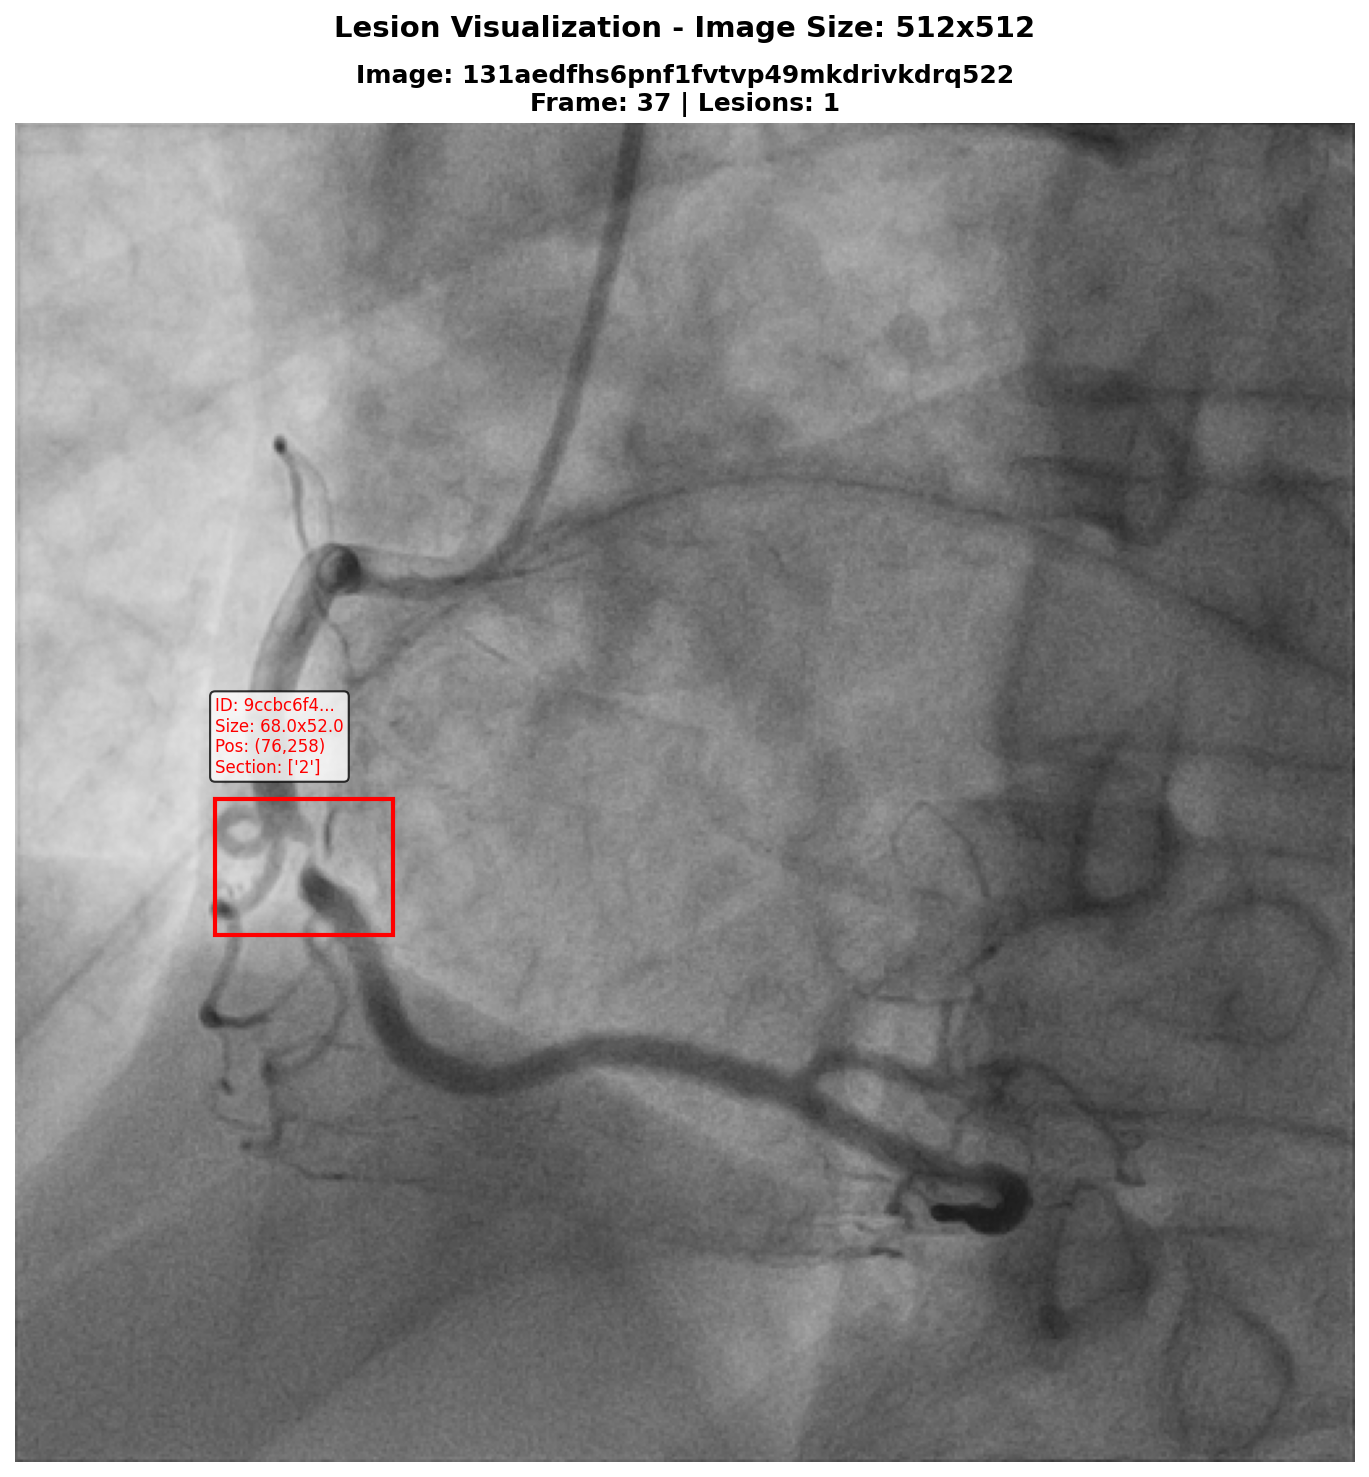 Lesion Visualization - Image Size: 512x512
Image: 131aedfhs6pnf1fvtvp49mkdrivkdrq522
Frame: 37 | Lesions: 1
ID: 9ccbc6f4...
Size: 68.0x52.0
Pos: (76,258)
Section: ['2']